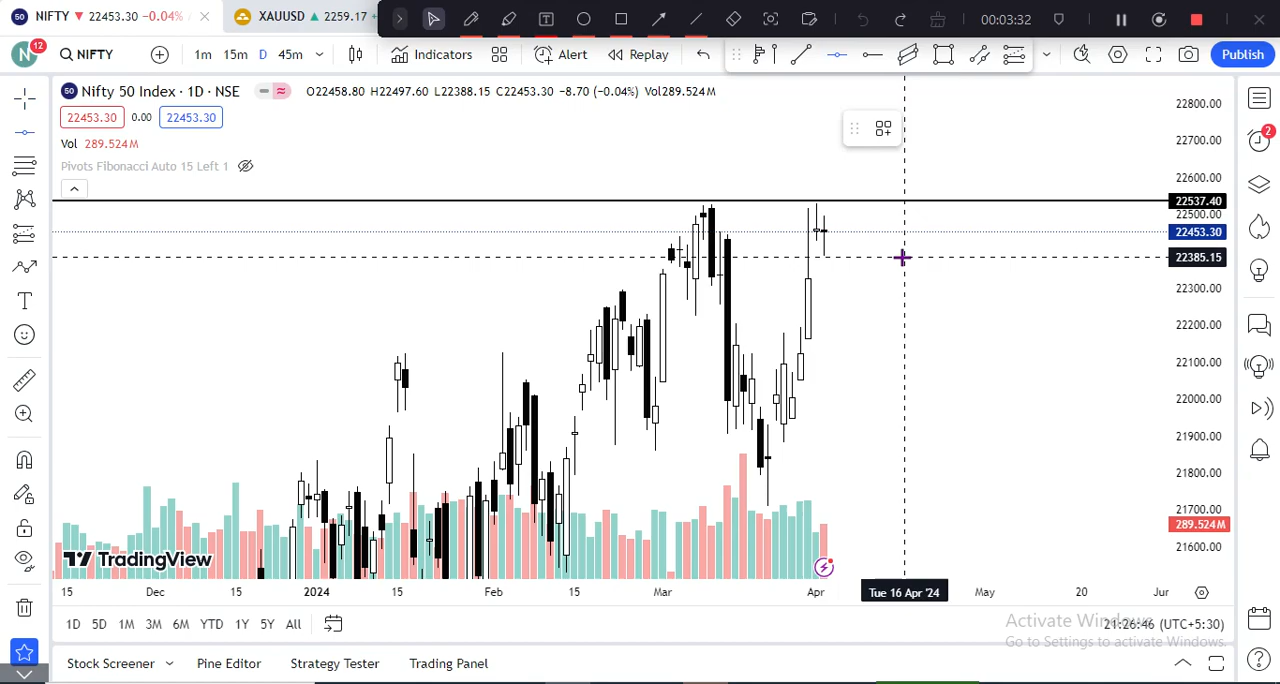 NIFTY ▼ 22453.30 −0.04%
XAUUSD ▲ 2259.17
00:03:32
N 12
NIFTY
1m 15m D 45m
Indicators
Alert
Replay
Publish
50 Nifty 50 Index · 1D · NSE
O22458.80 H22497.60 L22388.15 C22453.30 −8.70 (−0.04%) Vol289.524M
22453.30 0.00 22453.30
Vol 289.524M
Pivots Fibonacci Auto 15 Left 1
22800.00
22700.00
22600.00
22537.40
22500.00
22453.30
22385.15
22300.00
22200.00
22100.00
22000.00
21900.00
21800.00
21700.00
289.524M
21600.00
2
TradingView
15 Dec 15 2024 15 Feb 15 Mar Apr Tue 16 Apr '24 May 20 Jun
1D 5D 1M 3M 6M YTD 1Y 5Y All
21:26:46 (UTC+5:30)
Activate Windows
Go to Settings to activate Windows.
Stock Screener Pine Editor Strategy Tester Trading Panel